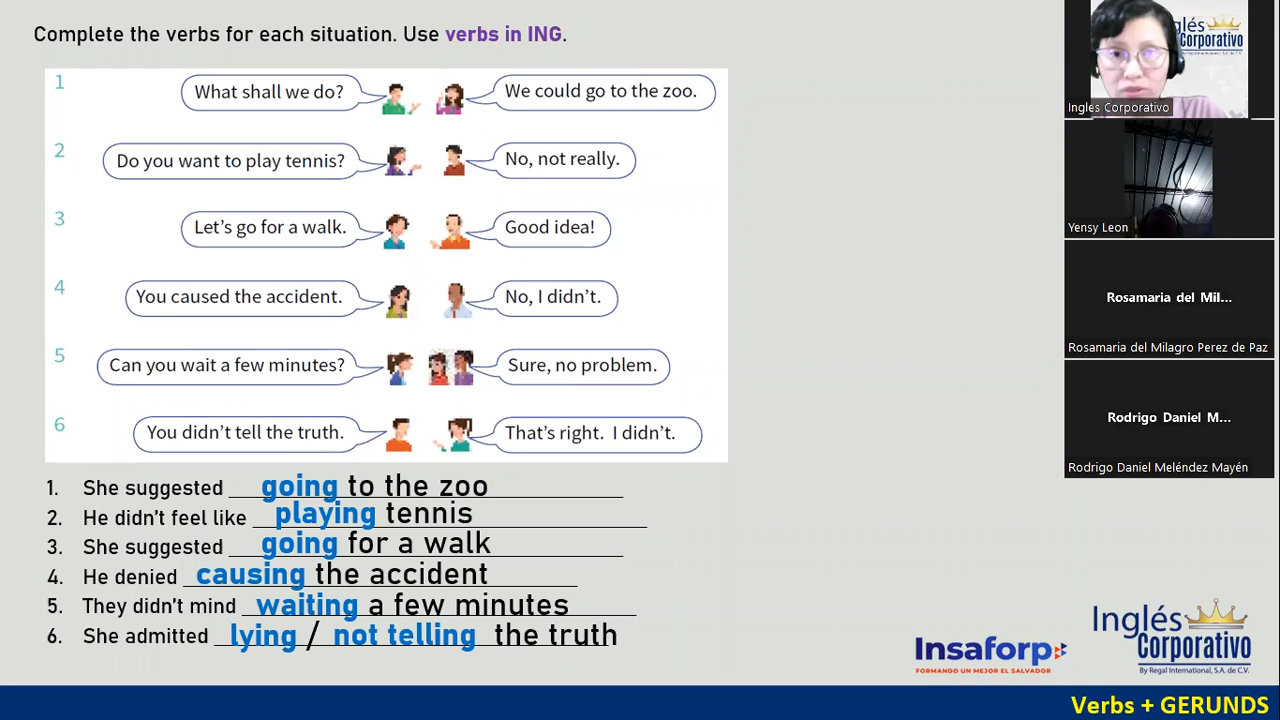 Complete the verbs for each situation. Use verbs in ING.
1
What shall we do?
We could go to the zoo.
2
Do you want to play tennis?
No, not really.
3
Let's go for a walk.
Good idea!
4
You caused the accident.
No, I didn't.
5
Can you wait a few minutes?
Sure, no problem.
6
You didn't tell the truth.
That's right. I didn't.
1. She suggested going to the zoo
2. He didn't feel like playing tennis
3. She suggested going for a walk
4. He denied causing the accident
5. They didn't mind waiting a few minutes
6. She admitted lying / not telling the truth
Insaforp
FORMANDO UN MEJOR EL SALVADOR
Inglés
Corporativo
By Regal International, S.A. de C.V.
Verbs + GERUNDS
Ingles Corporativo
Yensy Leon
Rosamaria del Mil...
Rosamaria del Milagro Perez de Paz
Rodrigo Daniel M...
Rodrigo Daniel Meléndez Mayén